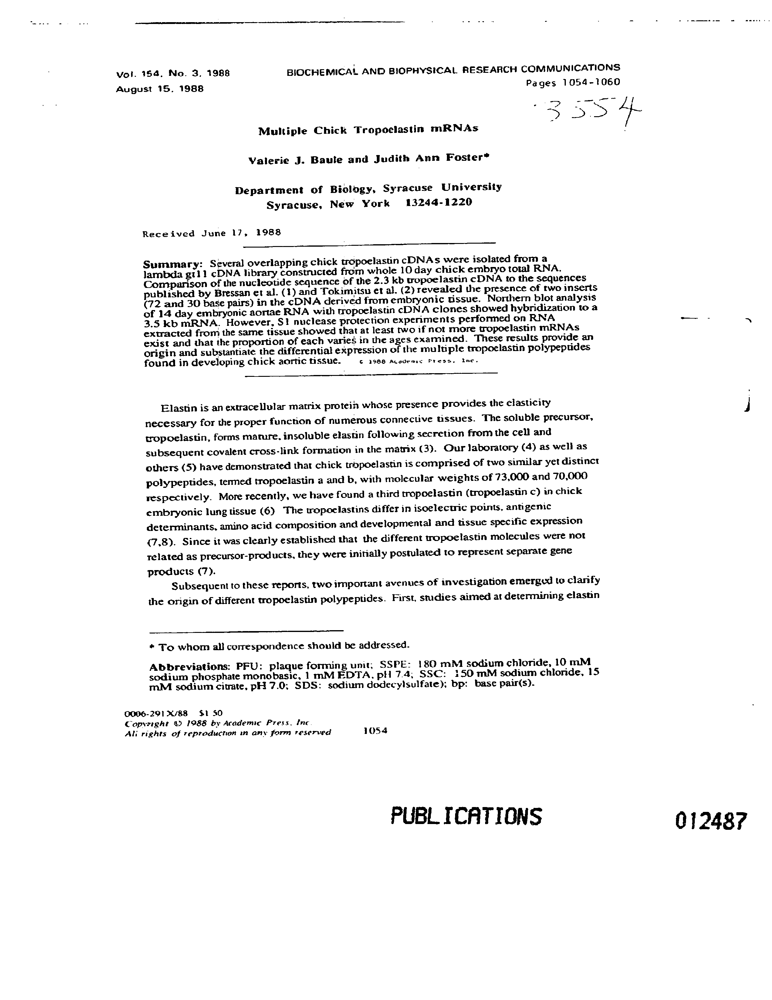 Vol. 154, No. 3, 1988
BIOCHEMICAL AND BIOPHYSICAL RESEARCH COMMUNICATIONS
August 15, 1988
Pages 1054-1060
3554
Multiple Chick Tropoelastin mRNAs
Valerie J. Baule and Judith Ann Foster*
Department of Biology, Syracuse University
Syracuse, New York 13244-1220
Received June 17, 1988
Summary: Several overlapping chick tropoelastin cDNAs were isolated from a
lambda gt11 cDNA library constructed from whole 10 day chick embryo total RNA.
Comparison of the nucleotide sequence of the 2.3 kb tropoelastin cDNA to the sequences
published by Bressan et al. (1) and Tokimitsu et al. (2) revealed the presence of two inserts
(72 and 30 base pairs) in the cDNA derived from embryonic tissue. Northern blot analysis
of 14 day embryonic aortae RNA with tropoelastin cDNA clones showed hybridization to a
3.5 kb mRNA. However, S1 nuclease protection experiments performed on RNA
extracted from the same tissue showed that at least two if not more tropoelastin mRNAs
exist and that the proportion of each varies in the ages examined. These results provide an
origin and substantiate the differential expression of the multiple tropoelastin polypeptides
found in developing chick aortic tissue. © 1988 Academic Press, Inc.
Elastin is an extracellular matrix protein whose presence provides the elasticity
necessary for the proper function of numerous connective tissues. The soluble precursor,
tropoelastin, forms mature, insoluble elastin following secretion from the cell and
subsequent covalent cross-link formation in the matrix (3). Our laboratory (4) as well as
others (5) have demonstrated that chick tropoelastin is comprised of two similar yet distinct
polypeptides, termed tropoelastin a and b, with molecular weights of 73,000 and 70,000
respectively. More recently, we have found a third tropoelastin (tropoelastin c) in chick
embryonic lung tissue (6) The tropoelastins differ in isoelectric points, antigenic
determinants, amino acid composition and developmental and tissue specific expression
(7,8). Since it was clearly established that the different tropoelastin molecules were not
related as precursor-products, they were initially postulated to represent separate gene
products (7).
Subsequent to these reports, two important avenues of investigation emerged to clarify
the origin of different tropoelastin polypeptides. First, studies aimed at determining elastin
* To whom all correspondence should be addressed.
Abbreviations: PFU: plaque forming unit; SSPE: 180 mM sodium chloride, 10 mM
sodium phosphate monobasic, 1 mM EDTA, pH 7.4; SSC: 150 mM sodium chloride, 15
mM sodium citrate, pH 7.0; SDS: sodium dodecylsulfate); bp: base pair(s).
0006-291X/88 $1.50
Copyright © 1988 by Academic Press, Inc.
All rights of reproduction in any form reserved
1054
PUBLICATIONS
012487